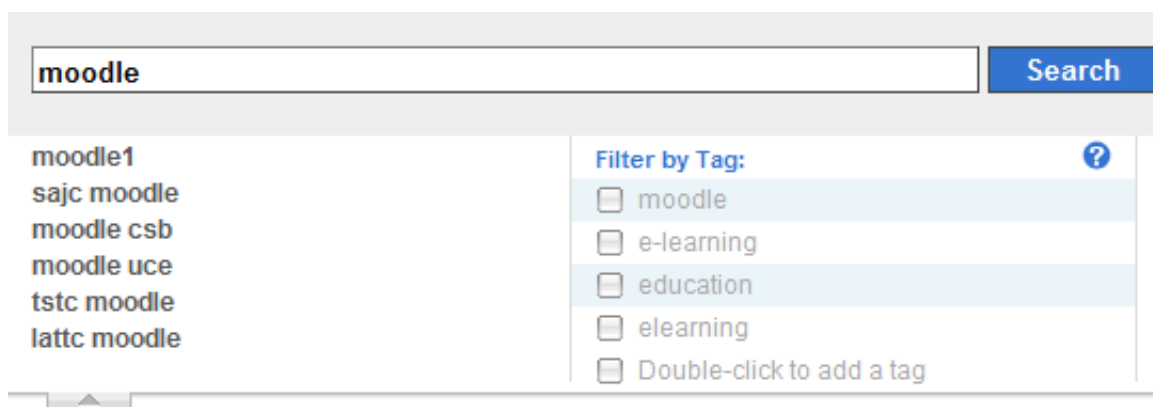 moodle
Search
moodle1
sajc moodle
moodle csb
moodle uce
tstc moodle
lattc moodle
Filter by Tag:
?
moodle
e-learning
education
elearning
Double-click to add a tag